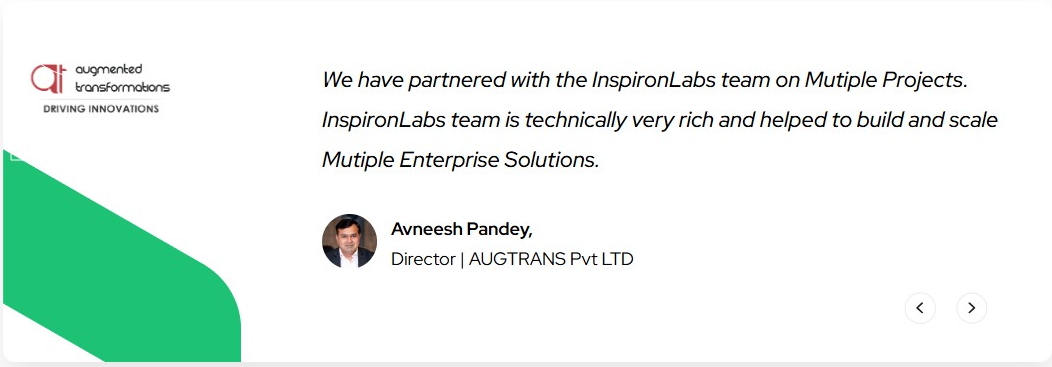 augmented
transformations
DRIVING INNOVATIONS
We have partnered with the InspironLabs team on Mutiple Projects.
InspironLabs team is technically very rich and helped to build and scale
Mutiple Enterprise Solutions.
Avneesh Pandey,
Director | AUGTRANS Pvt LTD